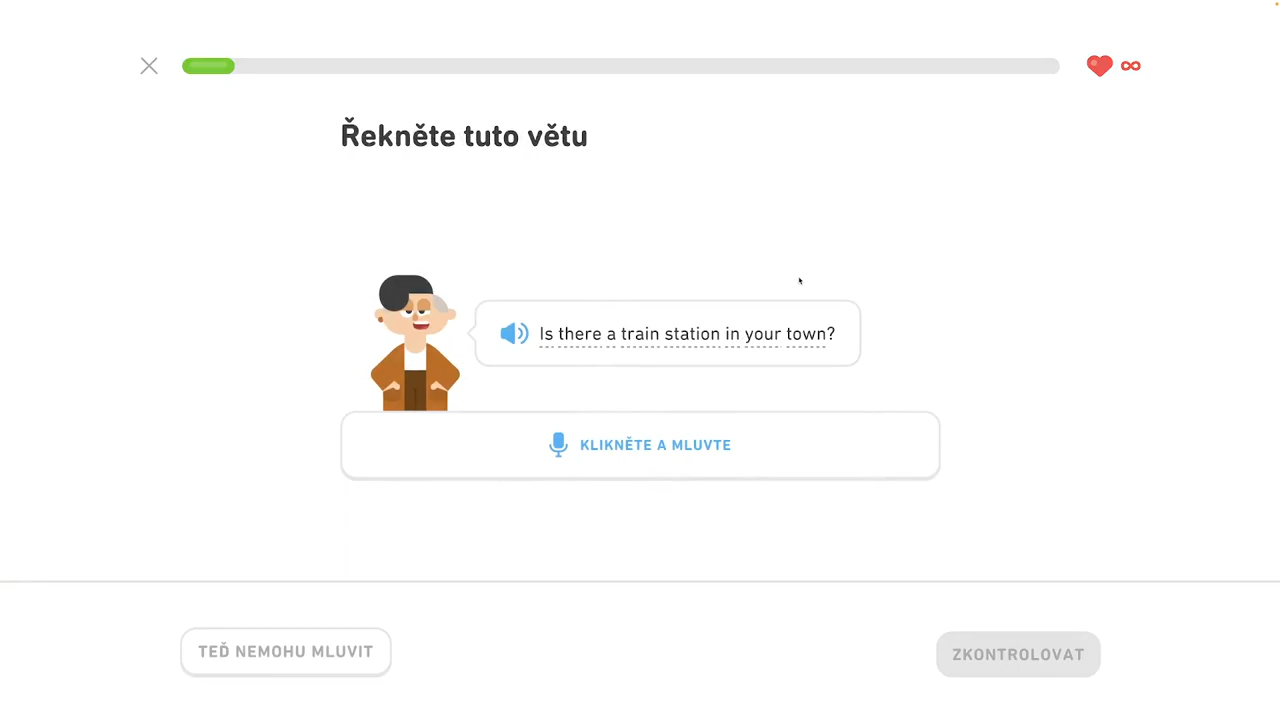 Řekněte tuto větu
Is there a train station in your town?
KLIKNĚTE A MLUVTE
TEĎ NEMOHU MLUVIT
ZKONTROLOVAT